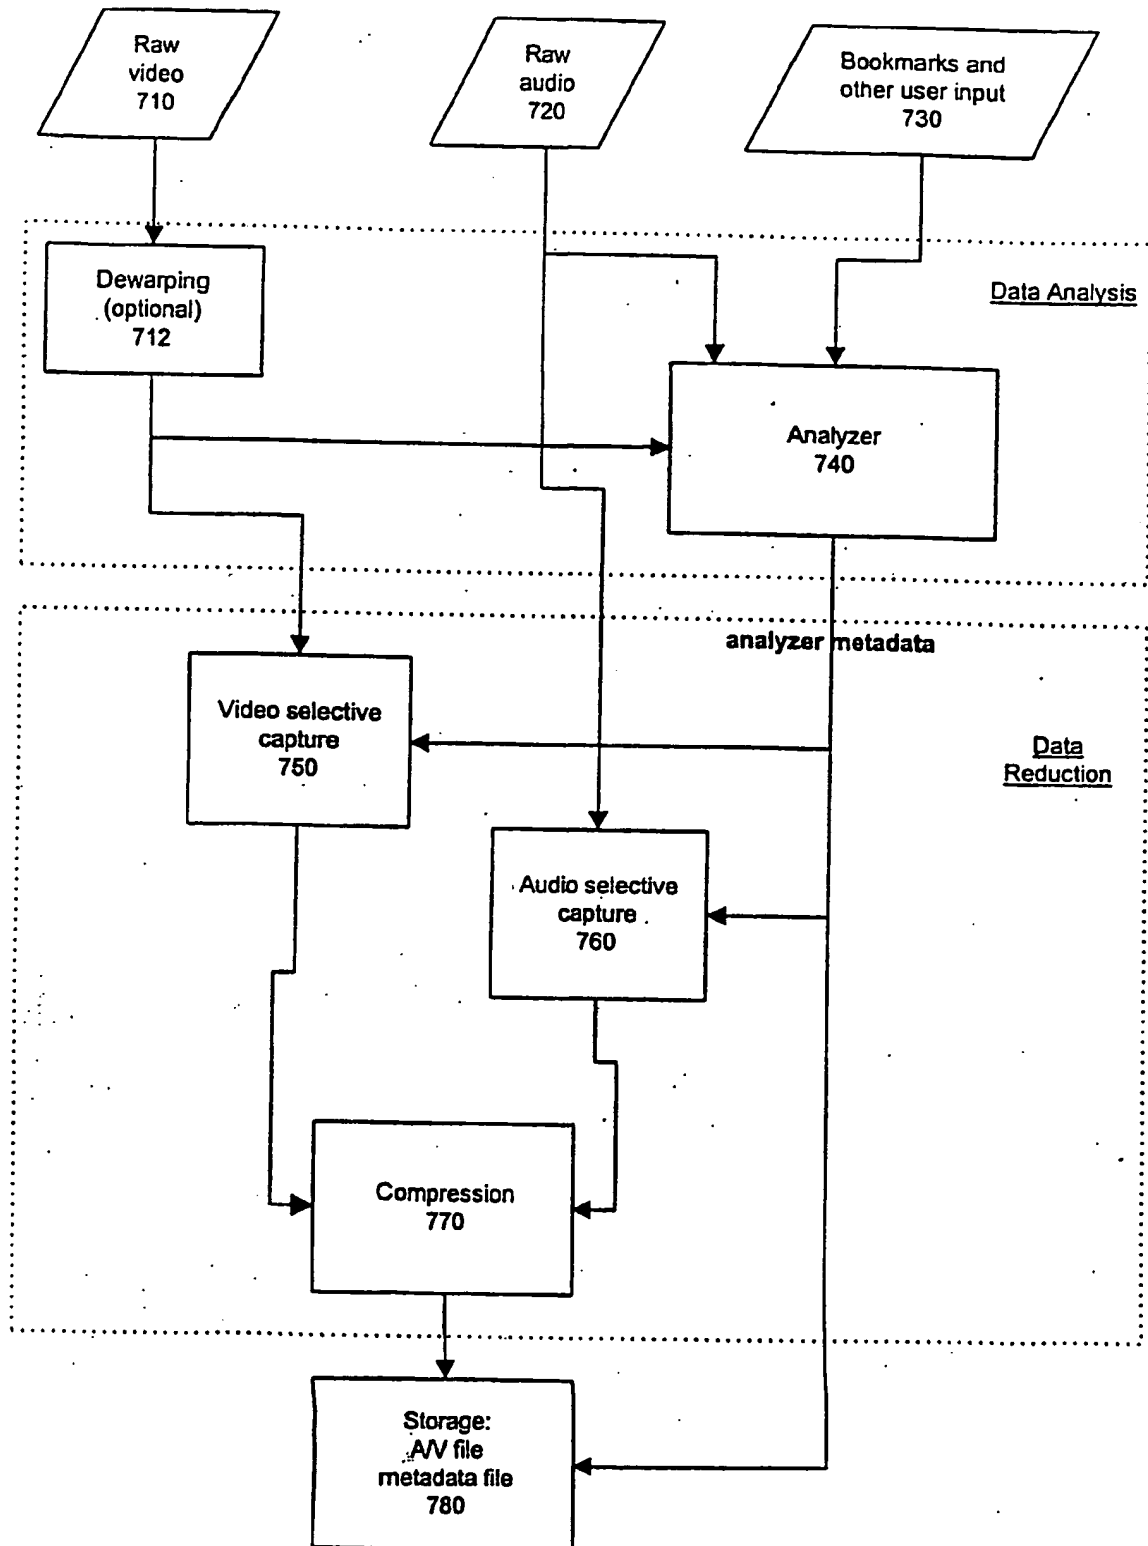 Raw
video
710
Raw
audio
720
Bookmarks and
other user input
730
Dewarping
(optional)
712
Data Analysis
Analyzer
740
analyzer metadata
Video selective
capture
750
Data
Reduction
Audio selective
capture
760
Compression
770
Storage:
A/V file
metadata file
780